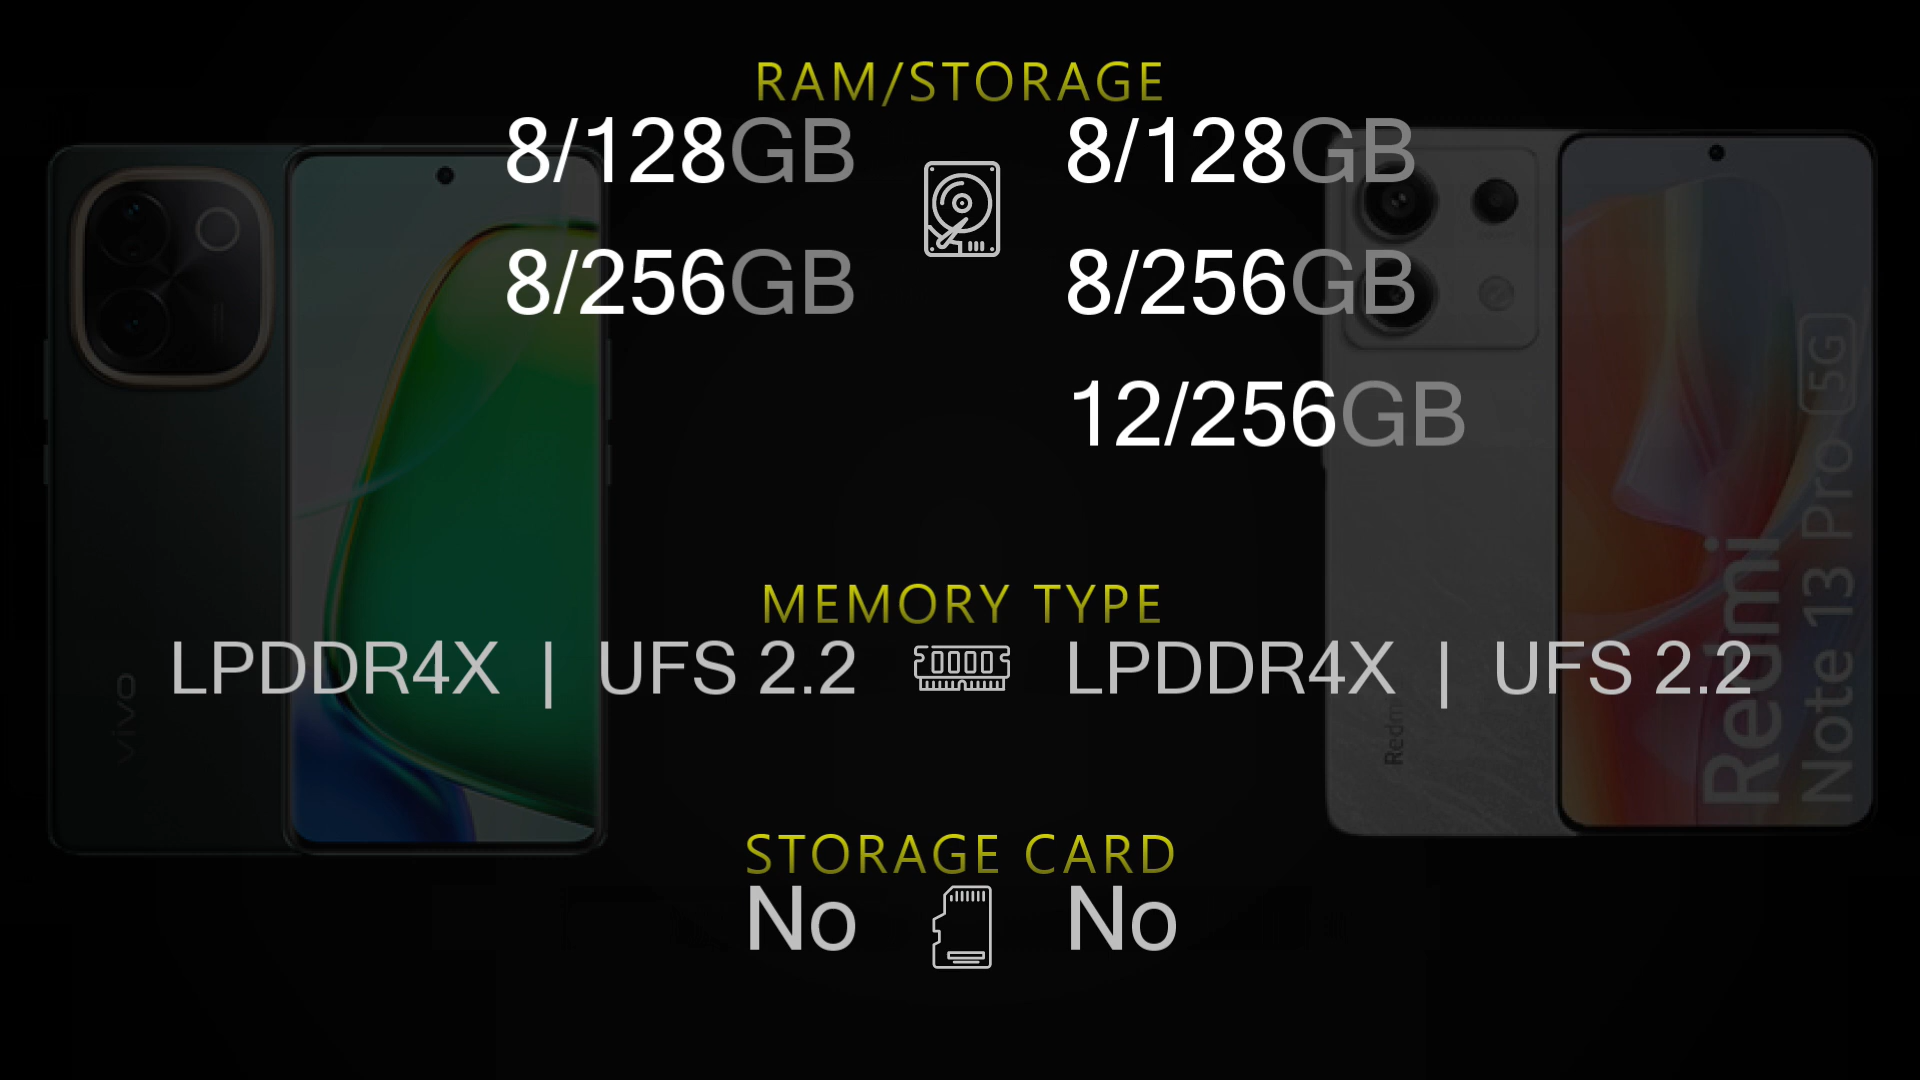 RAM/STORAGE
8/128GB 8/128GB
8/256GB 8/256GB
12/256GB
MEMORY TYPE
LPDDR4X | UFS 2.2 LPDDR4X | UFS 2.2
STORAGE CARD
No No
vivo
Redmi
Redmi
Note 13 Pro 5G